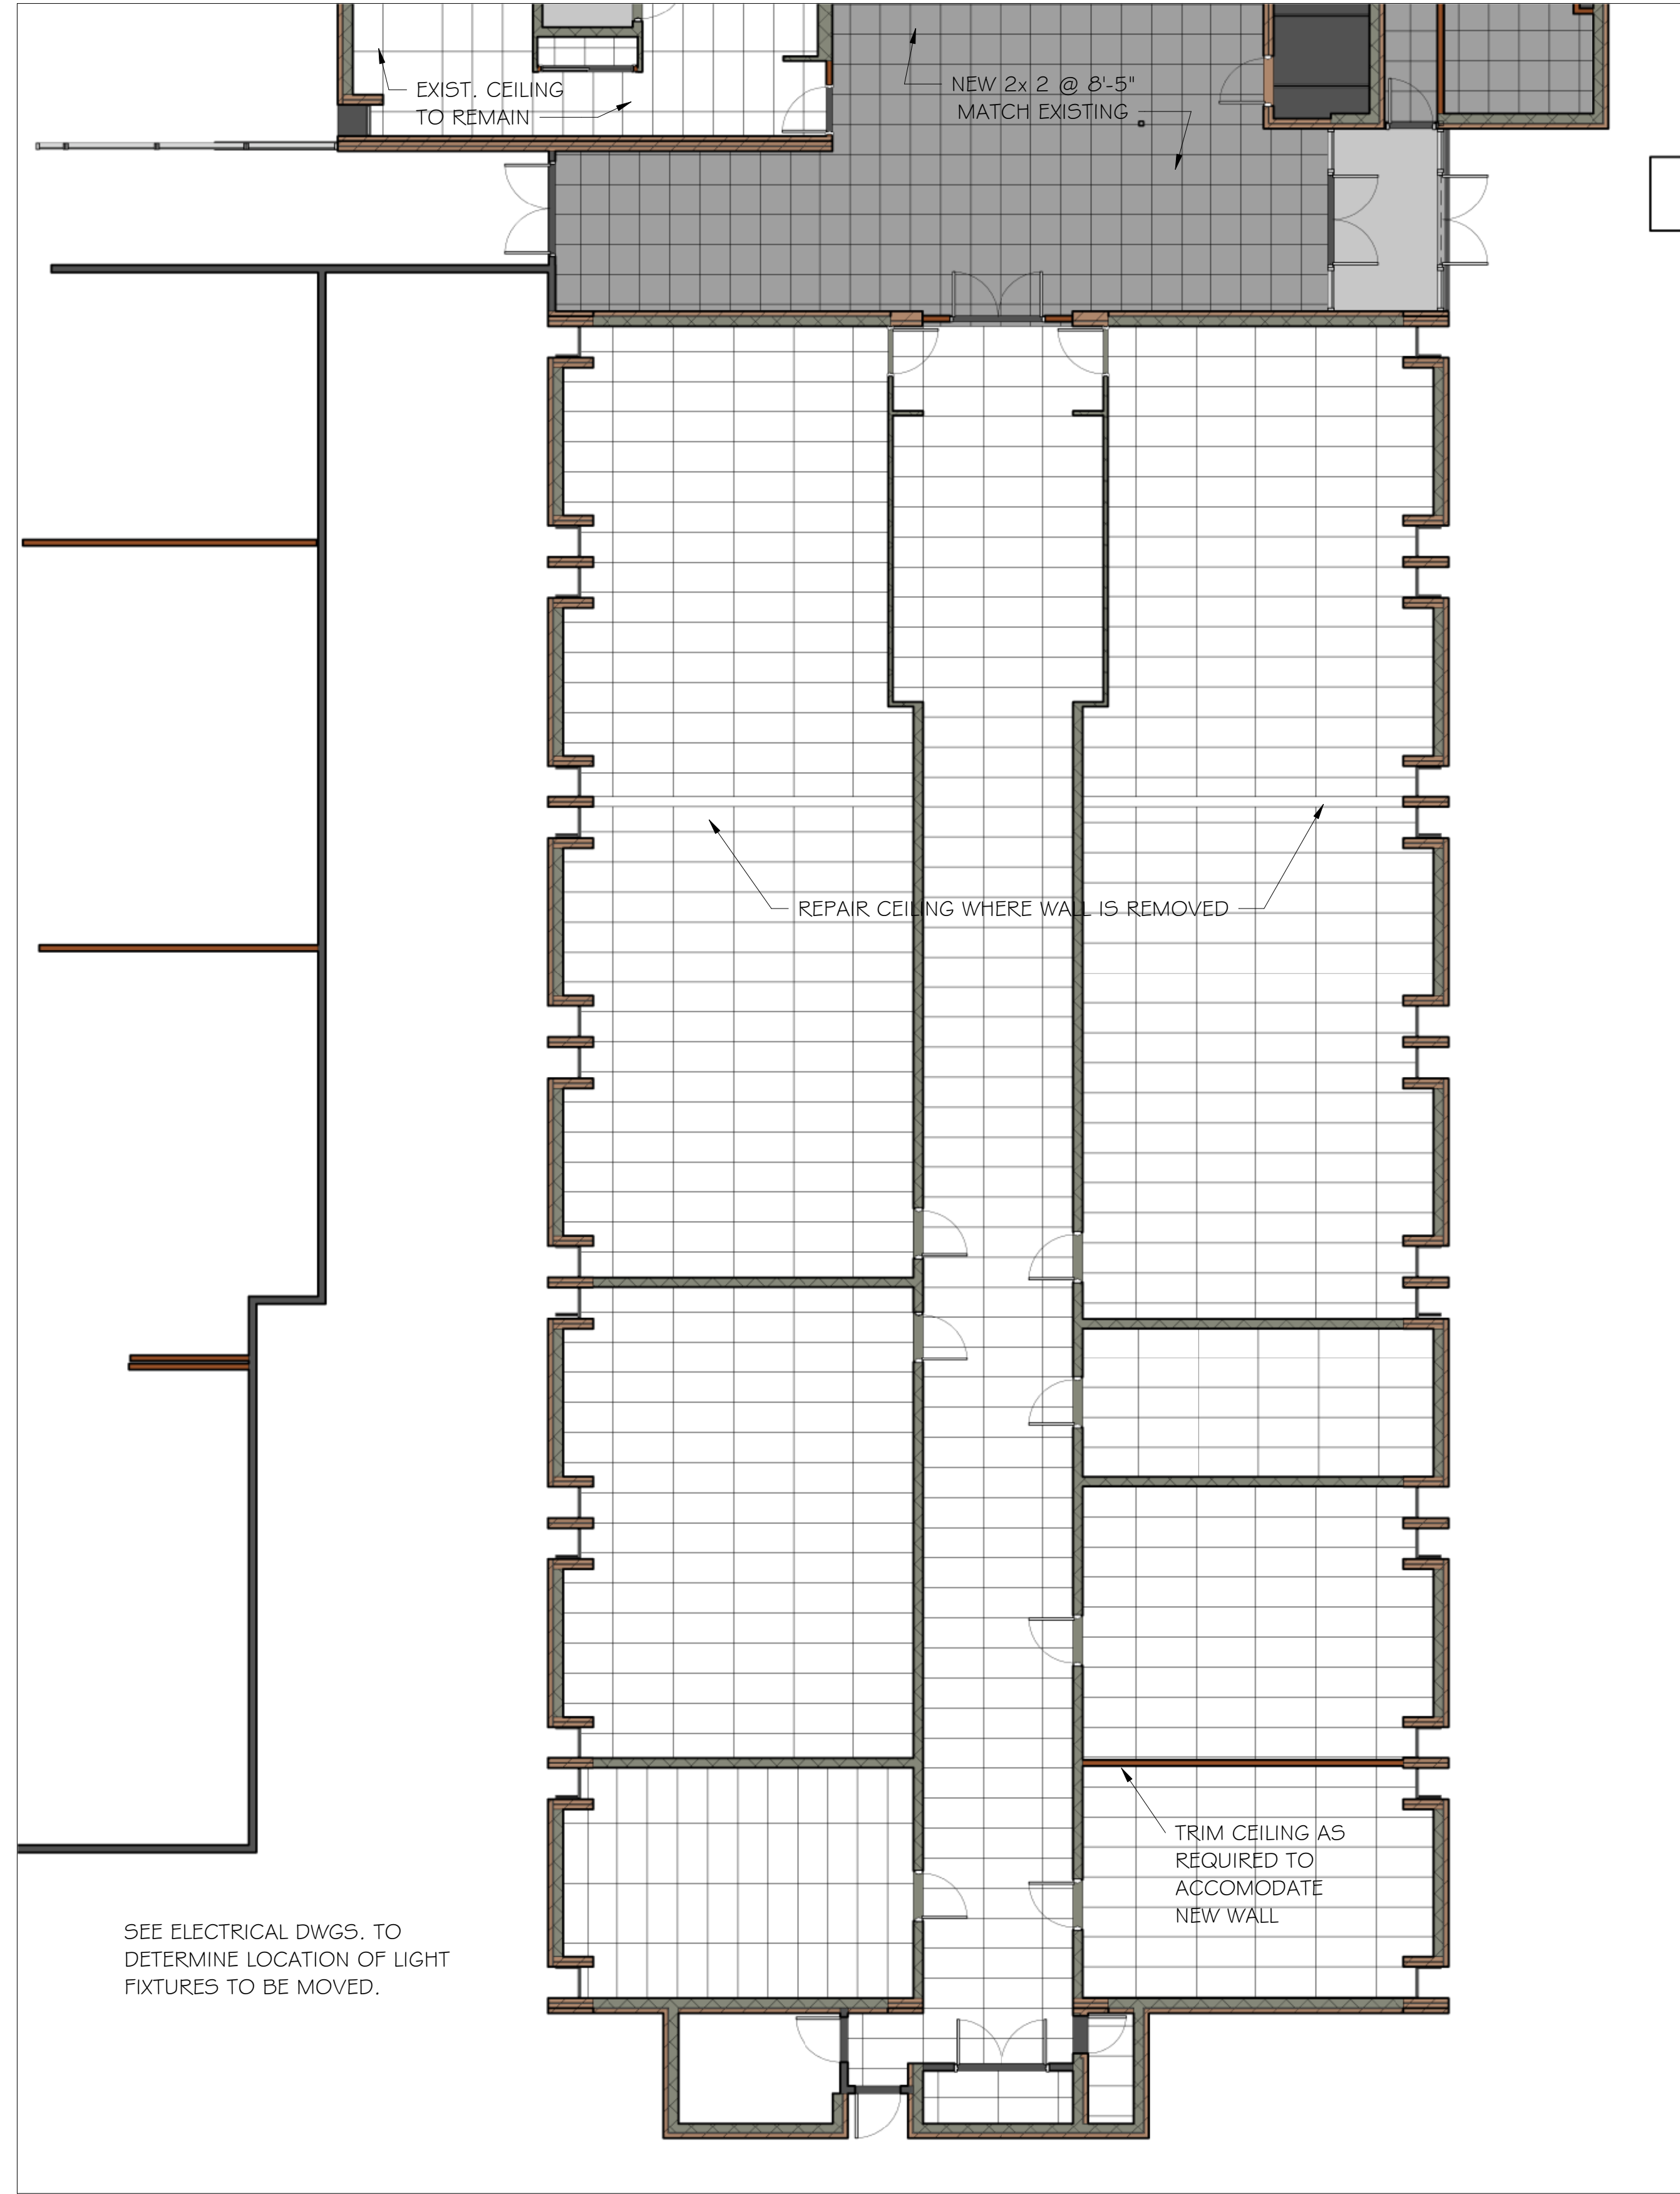 EXIST. CEILING
TO REMAIN
NEW 2x 2 @ 8'-5"
MATCH EXISTING
REPAIR CEILING WHERE WALL IS REMOVED
TRIM CEILING AS
REQUIRED TO
ACCOMODATE
NEW WALL
SEE ELECTRICAL DWGS. TO
DETERMINE LOCATION OF LIGHT
FIXTURES TO BE MOVED.